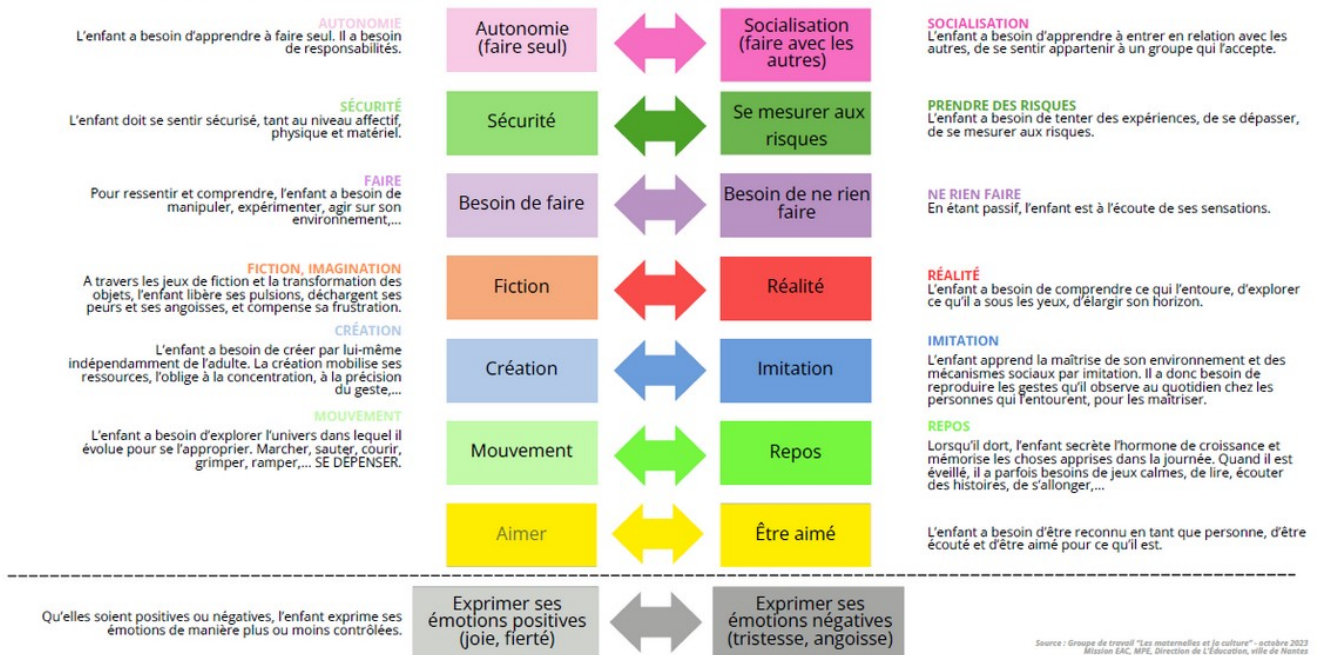 AUTONOMIE
L'enfant a besoin d'apprendre à faire seul. Il a besoin
de responsabilités.
Autonomie
(faire seul)
Socialisation
(faire avec les
autres)
SOCIALISATION
L'enfant a besoin d'apprendre à entrer en relation avec les
autres, de se sentir appartenir à un groupe qui l'accepte.
SÉCURITÉ
L'enfant doit se sentir sécurisé, tant au niveau affectif,
physique et matériel.
Sécurité
Se mesurer aux
risques
PRENDRE DES RISQUES
L'enfant a besoin de tenter des expériences, de se dépasser,
de se mesurer aux risques.
FAIRE
Pour ressentir et comprendre, l'enfant a besoin de
manipuler, expérimenter, agir sur son
environnement,...
Besoin de faire
Besoin de ne rien
faire
NE RIEN FAIRE
En étant passif, l'enfant est à l'écoute de ses sensations.
FICTION, IMAGINATION
A travers les jeux de fiction et la transformation des
objets, l'enfant libère ses pulsions, déchargent ses
peurs et ses angoisses, et compense sa frustration.
Fiction
Réalité
RÉALITÉ
L'enfant a besoin de comprendre ce qui l'entoure, d'explorer
ce qu'il a sous les yeux, d'élargir son horizon.
CRÉATION
L'enfant a besoin de créer par lui-même
indépendamment de l'adulte. La création mobilise ses
ressources, l'oblige à la concentration, à la précision
du geste,...
Création
Imitation
IMITATION
L'enfant apprend la maîtrise de son environnement et des
mécanismes sociaux par imitation. Il a donc besoin de
reproduire les gestes qu'il observe au quotidien chez les
personnes qui l'entourent, pour les maîtriser.
MOUVEMENT
L'enfant a besoin d'explorer l'univers dans lequel il
évolue pour se l'approprier. Marcher, sauter, courir,
grimper, ramper,... SE DÉPENSER.
Mouvement
Repos
REPOS
Lorsqu'il dort, l'enfant secrète l'hormone de croissance et
mémorise les choses apprises dans la journée. Quand il est
éveillé, il a parfois besoins de jeux calmes, de lire, écouter
des histoires, de s'allonger,...
Aimer
Être aimé
L'enfant a besoin d'être reconnu en tant que personne, d'être
écouté et d'être aimé pour ce qu'il est.
Qu'elles soient positives ou négatives, l'enfant exprime ses
émotions de manière plus ou moins contrôlées.
Exprimer ses
émotions positives
(joie, fierté)
Exprimer ses
émotions négatives
(tristesse, angoisse)
Source : Groupe de travail "Les maternelles et la culture" - octobre 2023
Mission EAC, MPE, Direction de L'Éducation, ville de Nantes